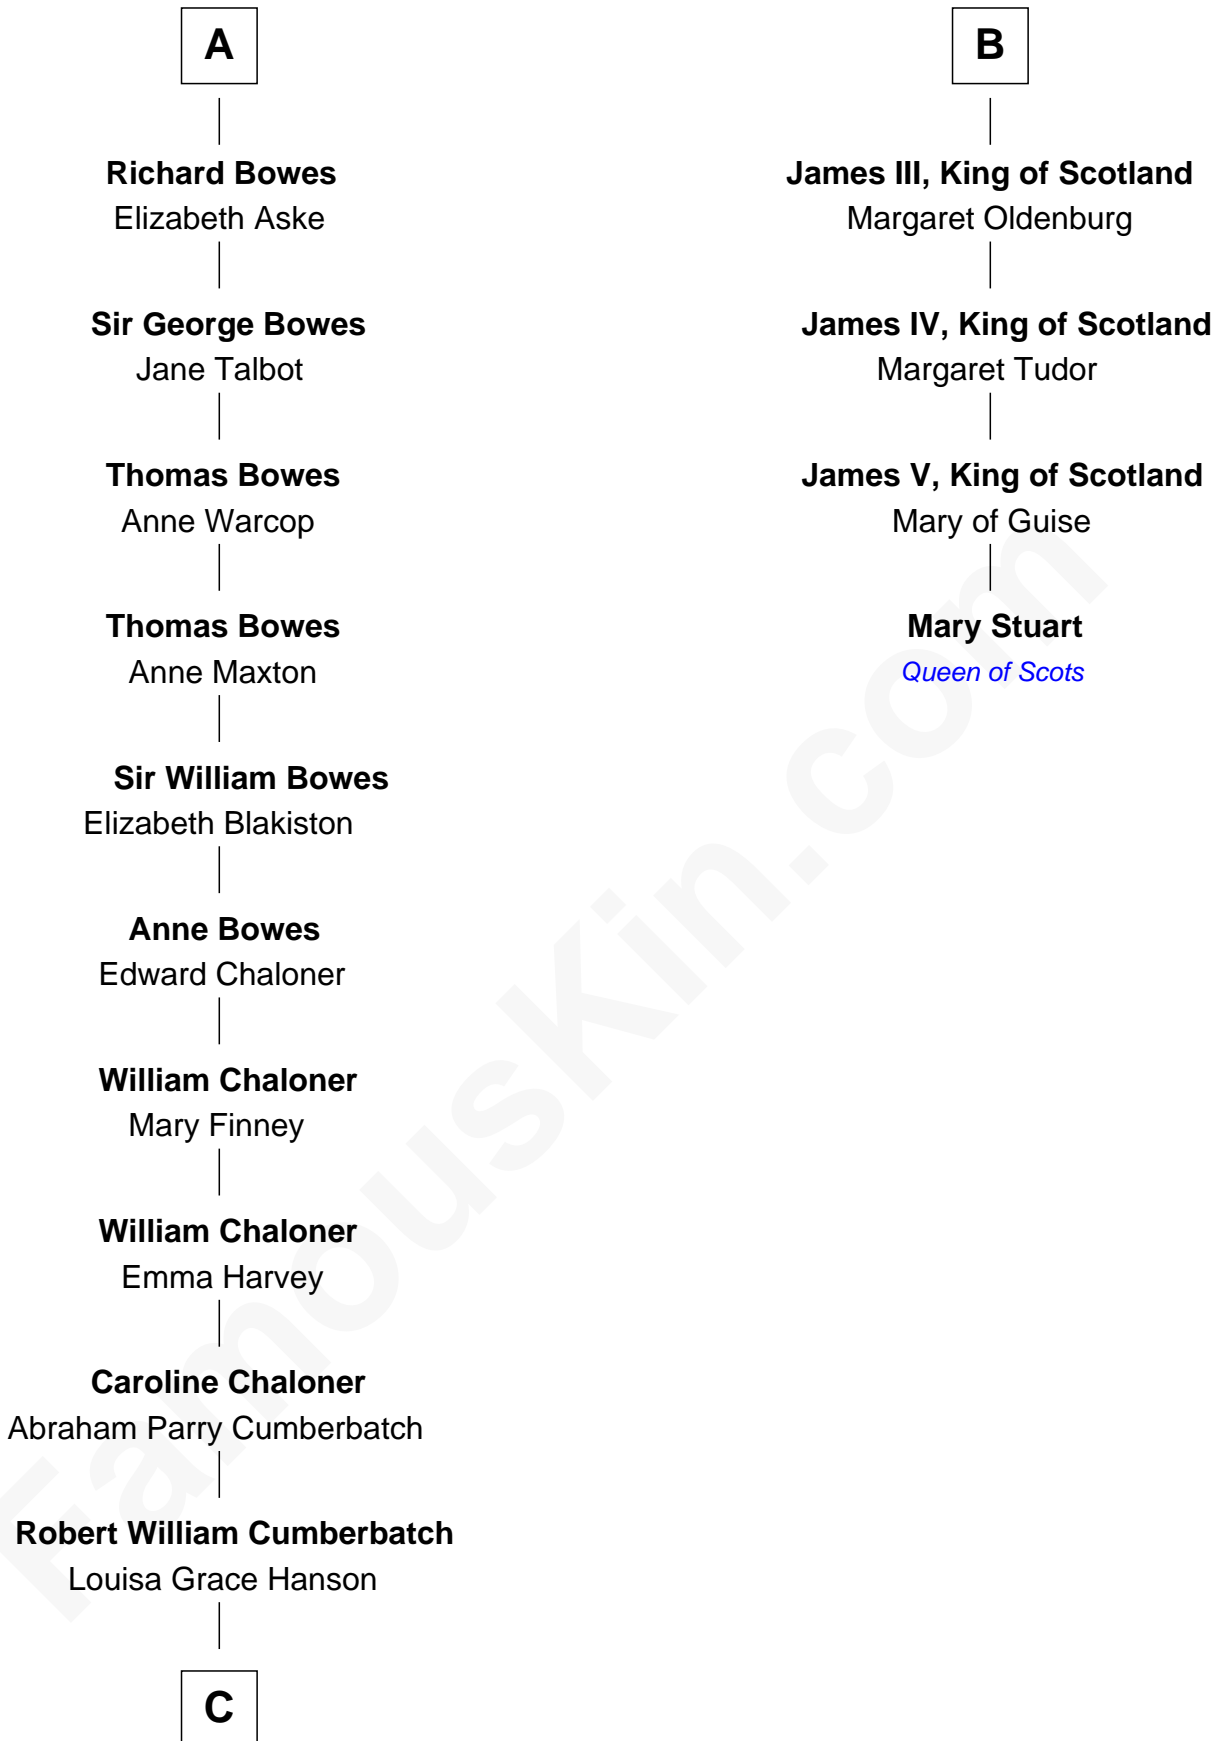 A
Richard Bowes
Elizabeth Aske
Sir George Bowes
Jane Talbot
Thomas Bowes
Anne Warcop
Thomas Bowes
Anne Maxton
Sir William Bowes
Elizabeth Blakiston
Anne Bowes
Edward Chaloner
William Chaloner
Mary Finney
William Chaloner
Emma Harvey
Caroline Chaloner
Abraham Parry Cumberbatch
Robert William Cumberbatch
Louisa Grace Hanson
C
B
James III, King of Scotland
Margaret Oldenburg
James IV, King of Scotland
Margaret Tudor
James V, King of Scotland
Mary of Guise
Mary Stuart
Queen of Scots
FamousKin.com